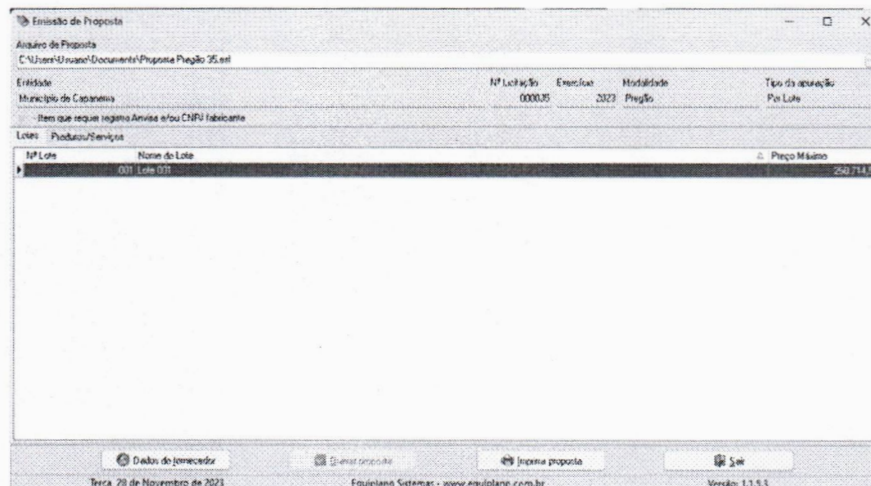 Emissão de Proposta
Arquivo de Proposta
C:\Users\Usuario\Documents\Proposta Pregão 35.esl
Entidade Nº Licitação Exercício Modalidade Tipo da apuração
Município de Capanema 000035 2023 Pregão Por Lote
- Item que requer registro Anvisa e/ou CNPJ fabricante
Lotes Produtos/Serviços
Nº Lote Nome do Lote Preço Máximo
001 Lote 001
Dados do fornecedor Gravar proposta Imprimir proposta Sair
Terça, 28 de Novembro de 2023 Equiplano Sistemas - www.equiplano.com.br Versão: 1.1.5.3